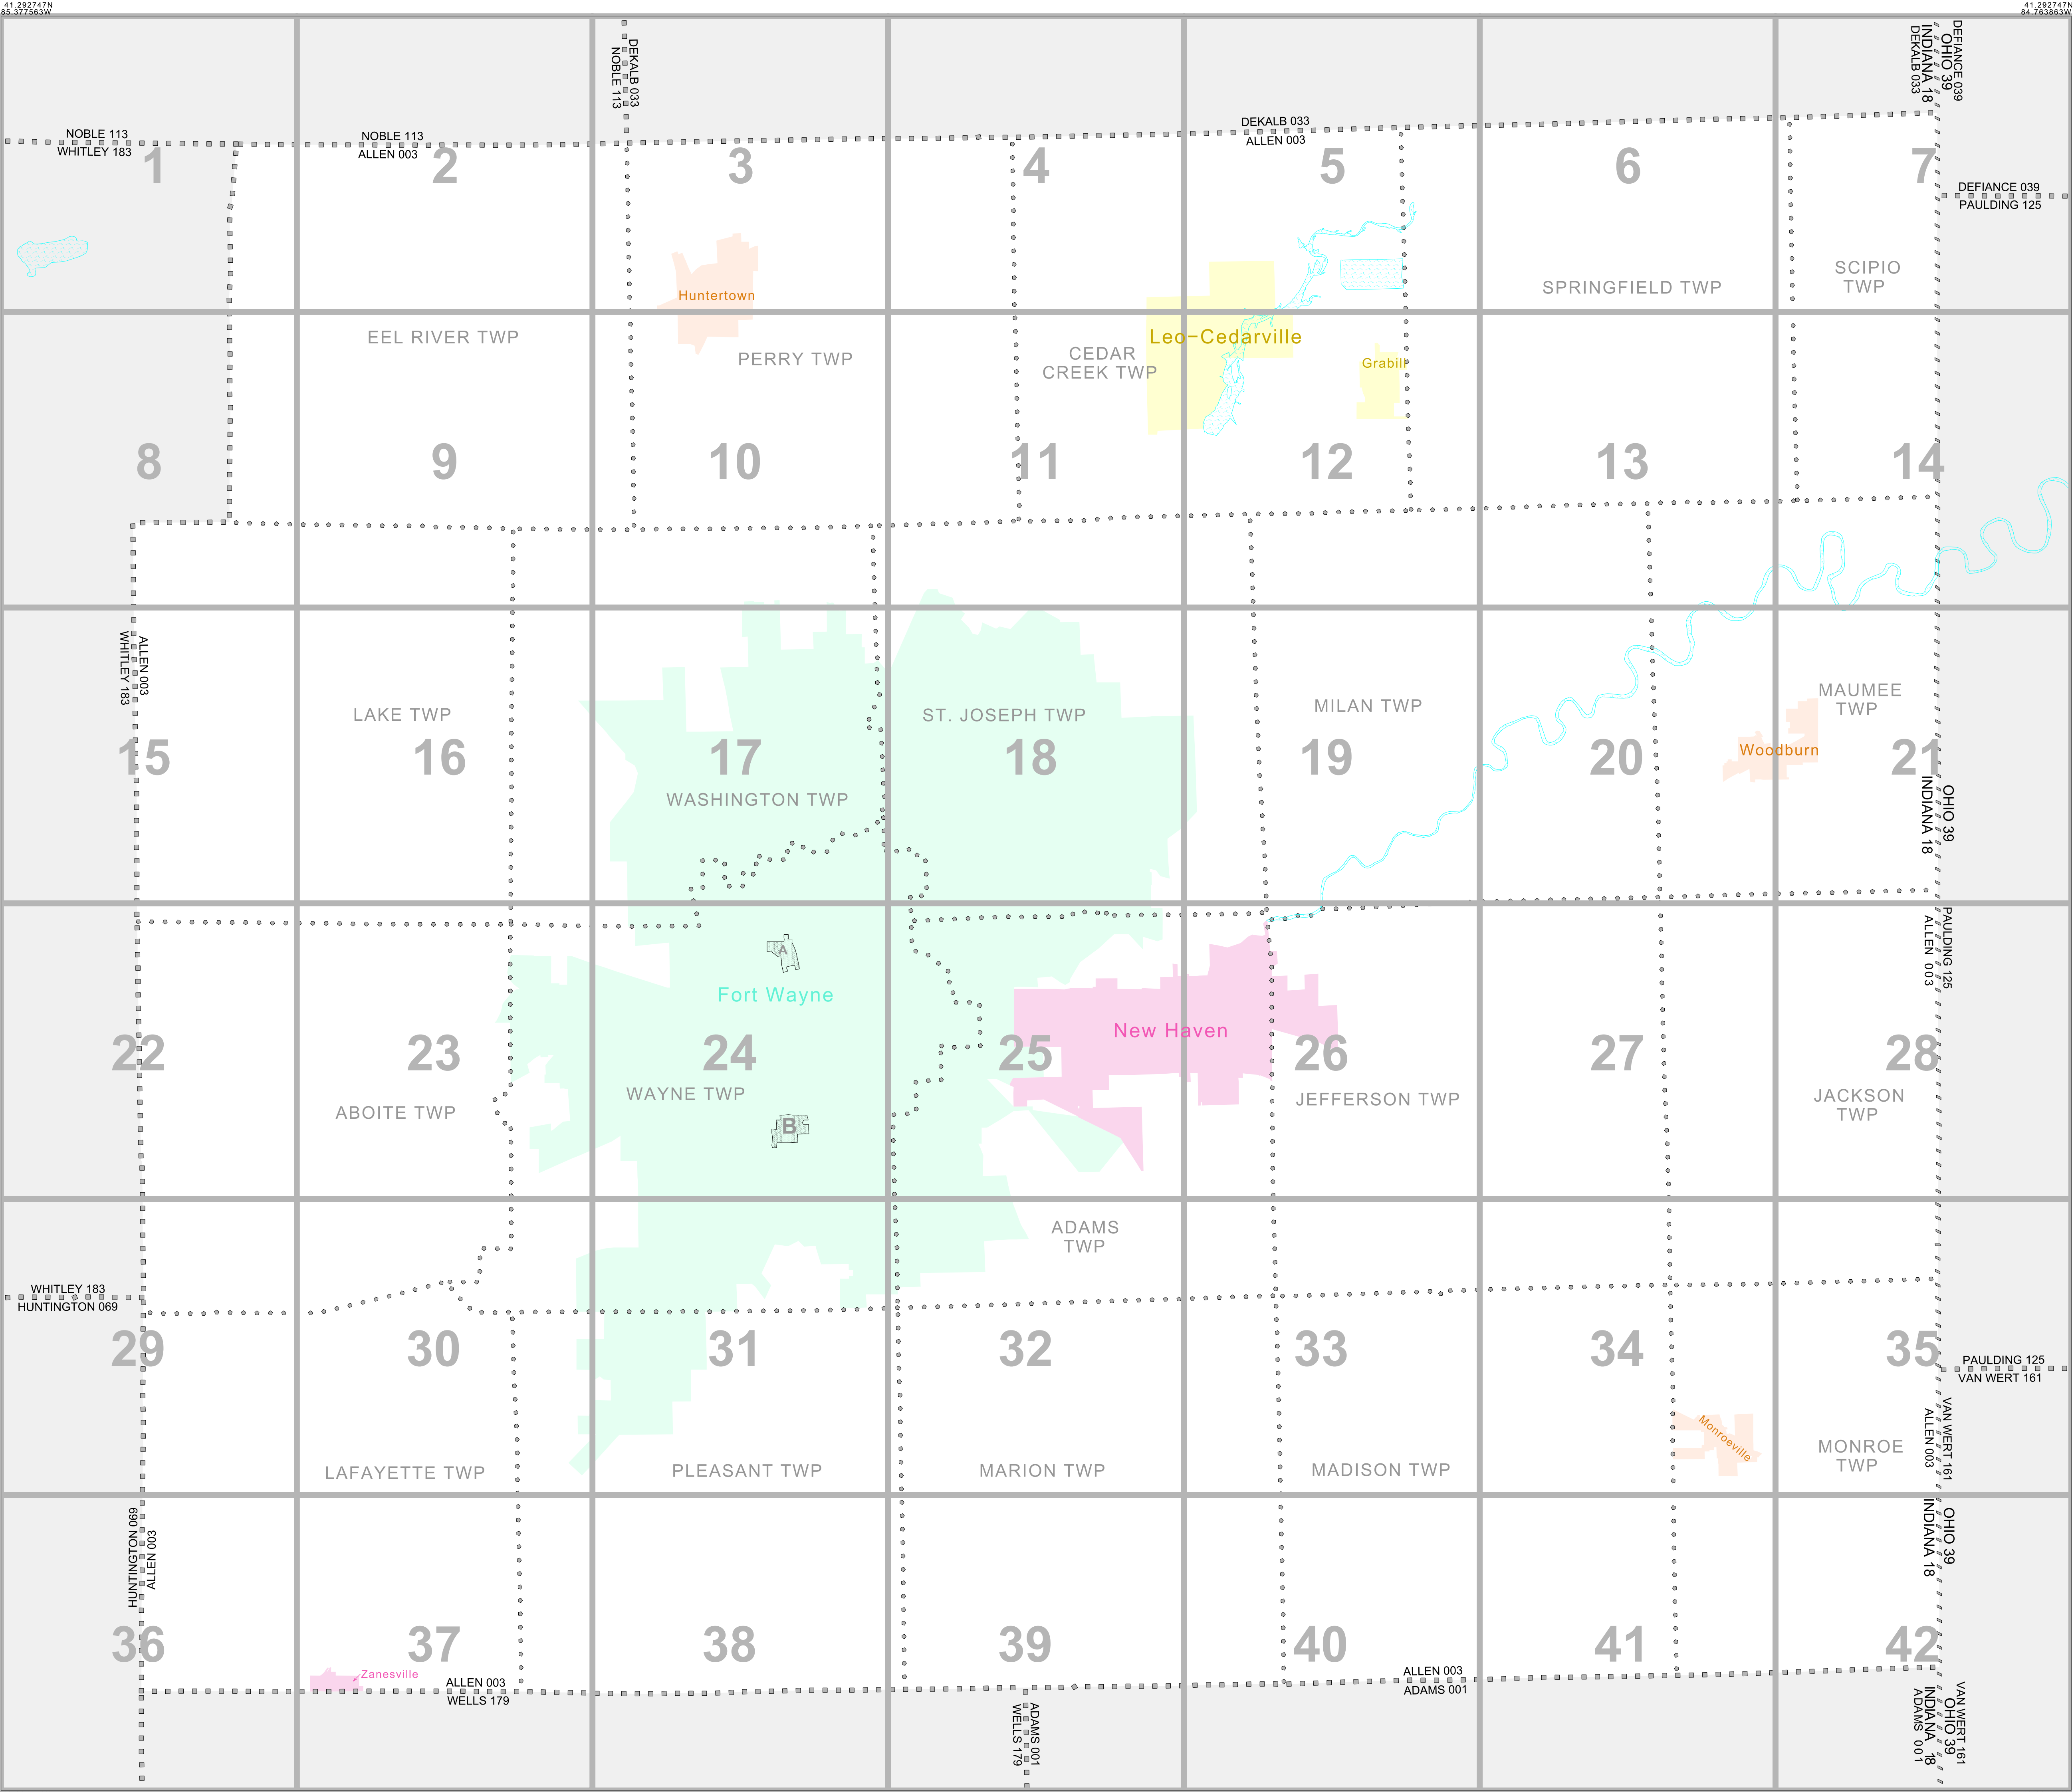 41.292747N
85.377563W
41.292747N
84.763863W
DEKALB 033
NOBLE 113
DEFIANCE 039
OHIO 39
INDIANA 18
DEKALB 033
NOBLE 113
WHITLEY 183
NOBLE 113
ALLEN 003
DEKALB 033
ALLEN 003
1
2
3
4
5
6
7
DEFIANCE 039
PAULDING 125
Huntertown
SPRINGFIELD TWP
SCIPIO
TWP
EEL RIVER TWP
PERRY TWP
CEDAR
CREEK TWP
Leo-Cedarville
Grabill
8
9
10
11
12
13
14
ALLEN 003
WHITLEY 183
LAKE TWP
ST. JOSEPH TWP
MILAN TWP
MAUMEE
TWP
Woodburn
15
16
17
18
19
20
21
WASHINGTON TWP
OHIO 39
INDIANA 18
PAULDING 125
ALLEN 003
A
Fort Wayne
New Haven
22
23
24
25
26
27
28
ABOITE TWP
WAYNE TWP
JEFFERSON TWP
JACKSON
TWP
B
ADAMS
TWP
WHITLEY 183
HUNTINGTON 069
29
30
31
32
33
34
35
PAULDING 125
VAN WERT 161
VAN WERT 161
ALLEN 003
Monroeville
LAFAYETTE TWP
PLEASANT TWP
MARION TWP
MADISON TWP
MONROE
TWP
HUNTINGTON 069
ALLEN 003
OHIO 39
INDIANA 18
36
37
38
39
40
41
42
Zanesville
ALLEN 003
WELLS 179
ALLEN 003
ADAMS 001
ADAMS 001
WELLS 179
VAN WERT 161
OHIO 39
INDIANA 18
ADAMS 001